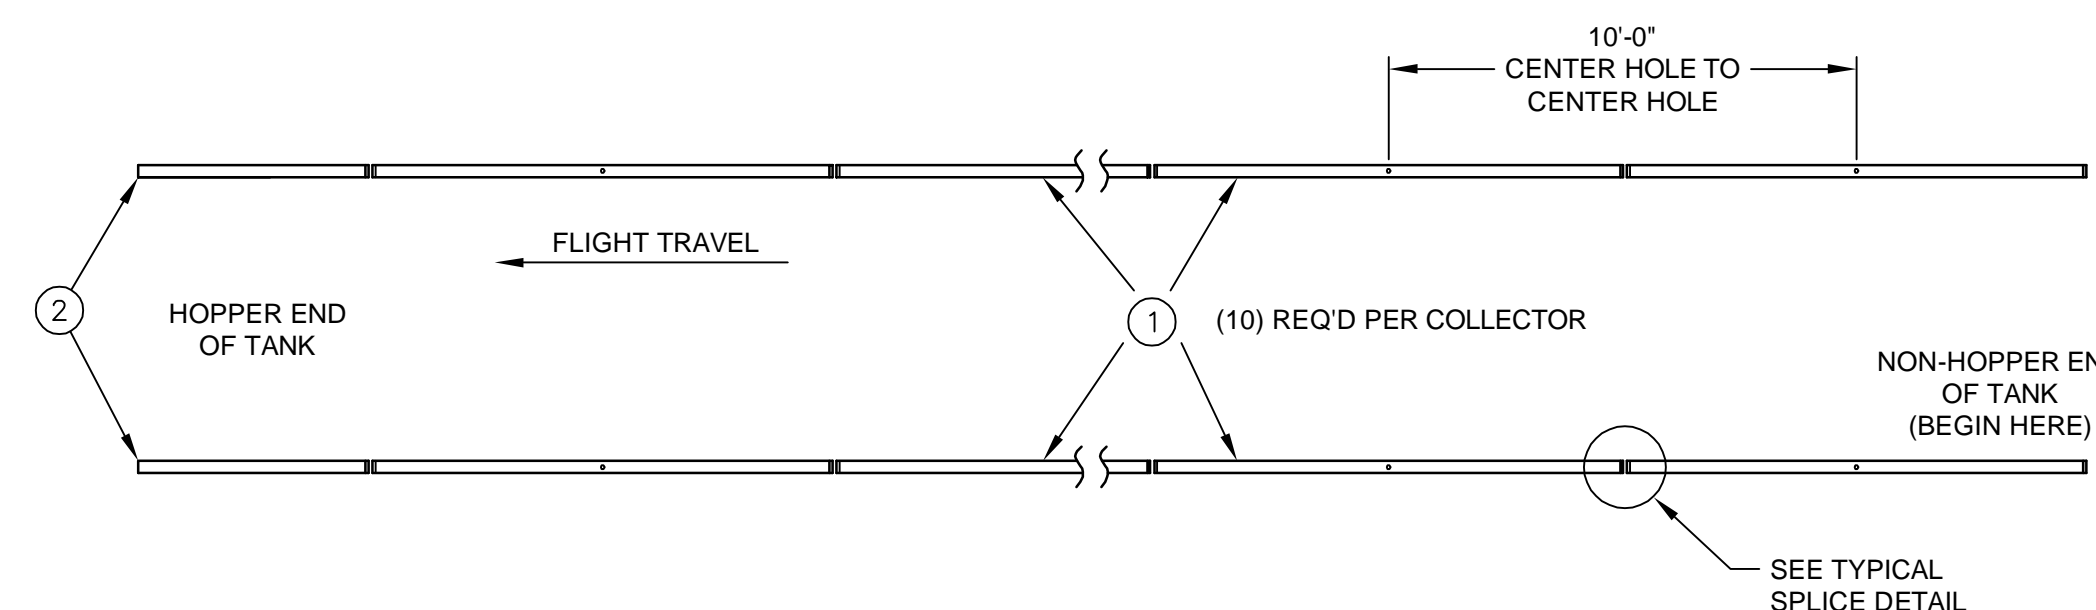 10'-0"
CENTER HOLE TO
CENTER HOLE
FLIGHT TRAVEL
2
HOPPER END
OF TANK
1
(10) REQ'D PER COLLECTOR
NON-HOPPER EN
OF TANK
(BEGIN HERE)
SEE TYPICAL
SPLICE DETAIL